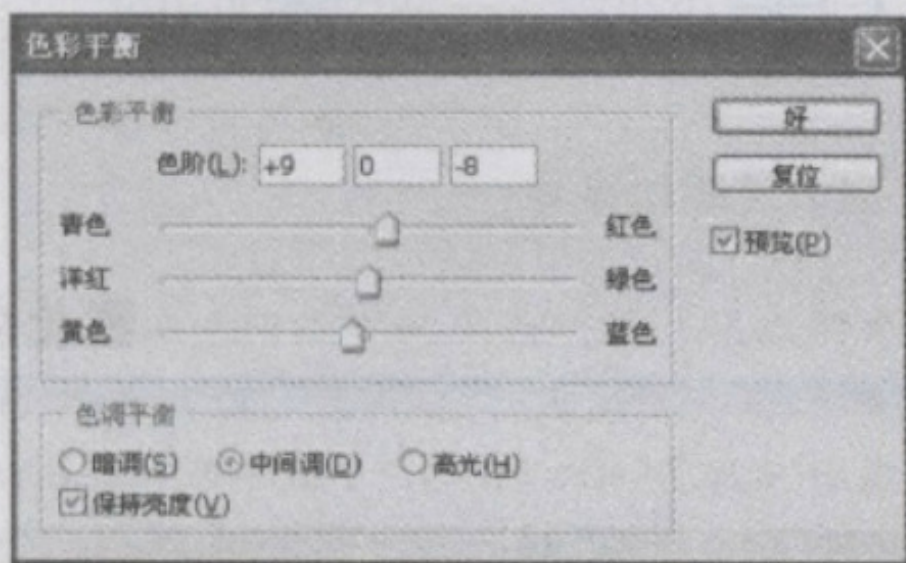 色彩平衡
色彩平衡
好
色阶(L): +9 0 -8
复位
青色 红色
预览(P)
洋红 绿色
黄色 蓝色
色调平衡
暗调(S) 中间调(D) 高光(H)
保持亮度(V)